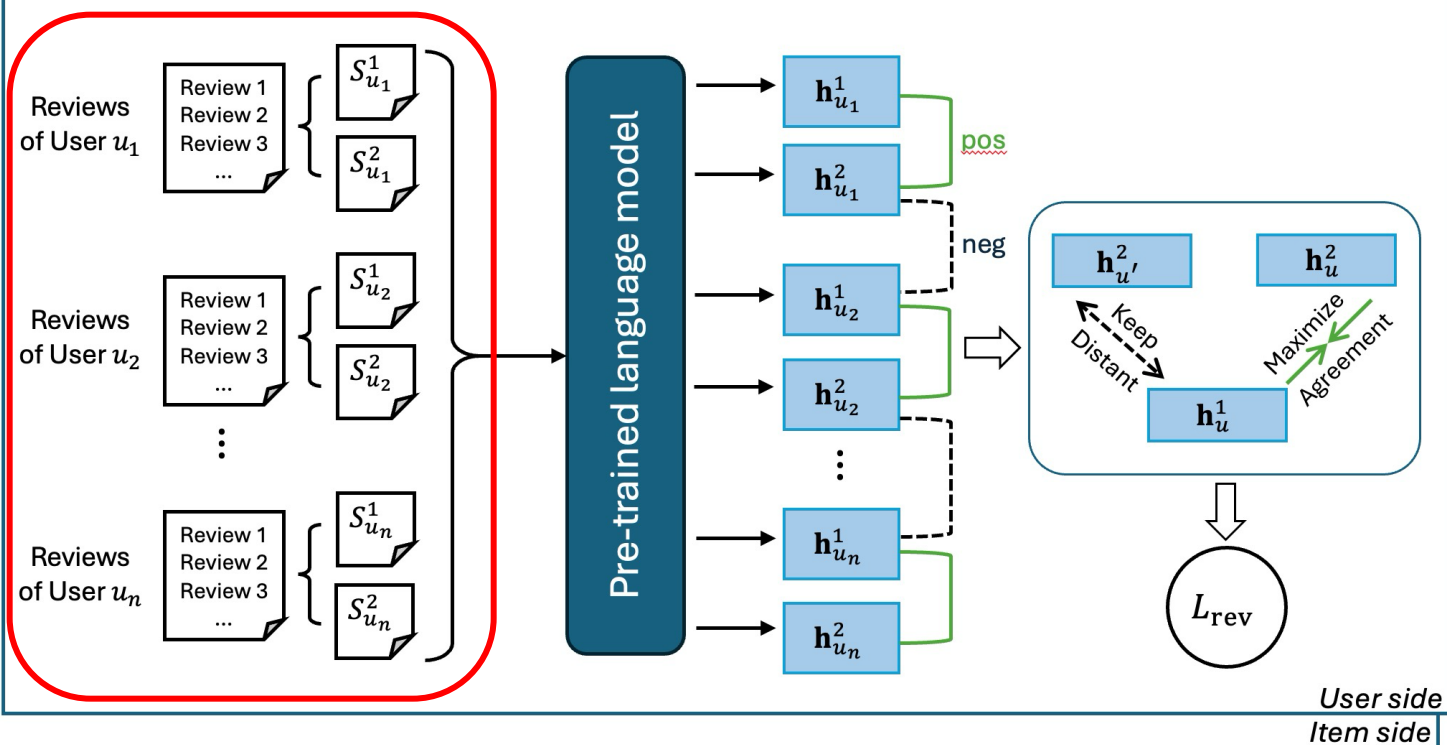 Reviews
of User u₁
Review 1
Review 2
Review 3
...
S¹u₁
S²u₁
Reviews
of User u₂
Review 1
Review 2
Review 3
...
S¹u₂
S²u₂
⋮
Reviews
of User uₙ
Review 1
Review 2
Review 3
...
S¹uₙ
S²uₙ
Pre-trained language model
h¹u₁
h²u₁
pos
neg
h¹u₂
h²u₂
⋮
h¹uₙ
h²uₙ
h²u′
h²u
Keep
Distant
Maximize
Agreement
h¹u
Lrev
User side
Item side